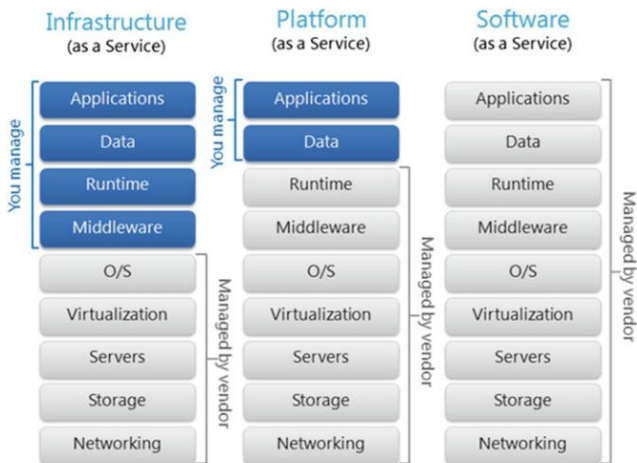 Infrastructure
(as a Service)
You manage
Applications
Data
Runtime
Middleware
O/S
Virtualization
Servers
Storage
Networking
Managed by vendor
Platform
(as a Service)
You manage
Applications
Data
Runtime
Middleware
O/S
Virtualization
Servers
Storage
Networking
Managed by vendor
Software
(as a Service)
Applications
Data
Runtime
Middleware
O/S
Virtualization
Servers
Storage
Networking
Managed by vendor